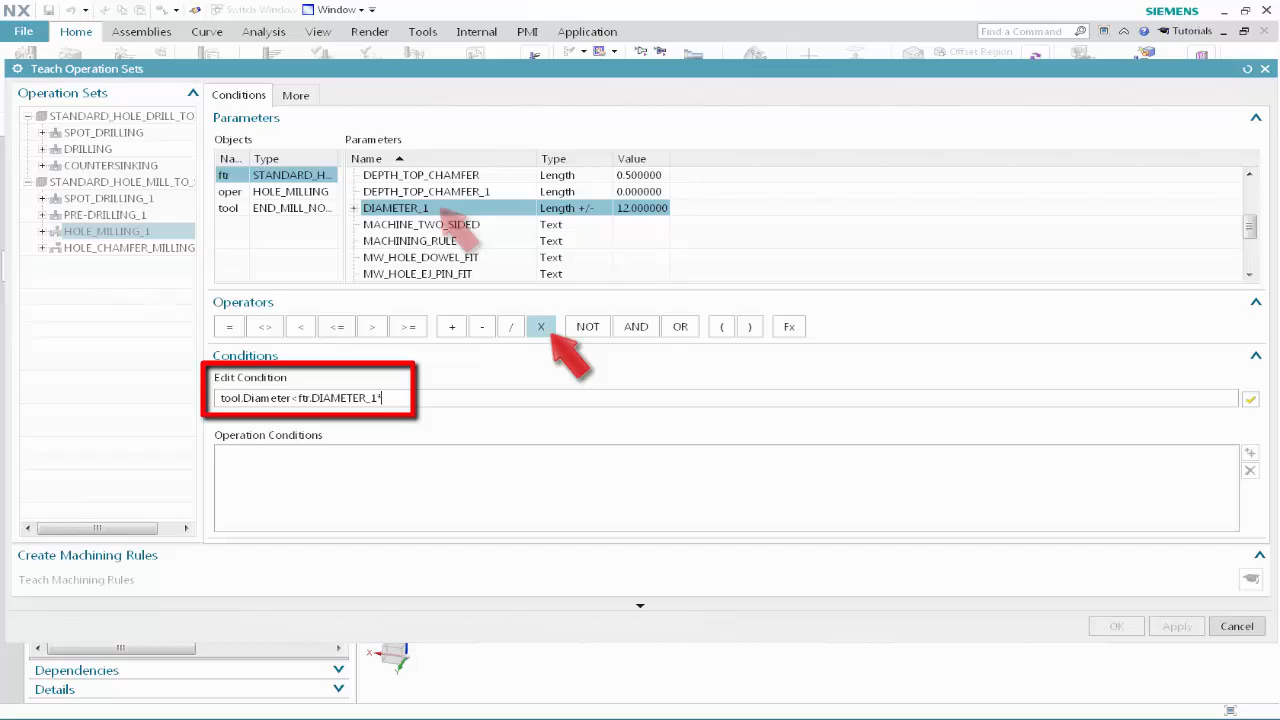 NX Switch Window Window SIEMENS
File Home Assemblies Curve Analysis View Render Tools Internal PMI Application Find a Command Tutorials
Offset Region
Teach Operation Sets
Operation Sets
STANDARD_HOLE_DRILL_TO
SPOT_DRILLING
DRILLING
COUNTERSINKING
STANDARD_HOLE_MILL_TO_
SPOT_DRILLING_1
PRE-DRILLING_1
HOLE_MILLING_1
HOLE_CHAMFER_MILLING
Conditions More
Parameters
Objects Parameters
Na... Type Name Type Value
ftr STANDARD_H... DEPTH_TOP_CHAMFER Length 0.500000
oper HOLE_MILLING DEPTH_TOP_CHAMFER_1 Length 0.000000
tool END_MILL_NO... DIAMETER_1 Length +/- 12.000000
MACHINE_TWO_SIDED Text
MACHINING_RULE Text
MW_HOLE_DOWEL_FIT Text
MW_HOLE_EJ_PIN_FIT Text
Operators
= <> < <= > >= + - / X NOT AND OR ( ) Fx
Conditions
Edit Condition
tool.Diameter<ftr.DIAMETER_1*
Operation Conditions
Create Machining Rules
Teach Machining Rules
OK Apply Cancel
Dependencies
Details
X
Y